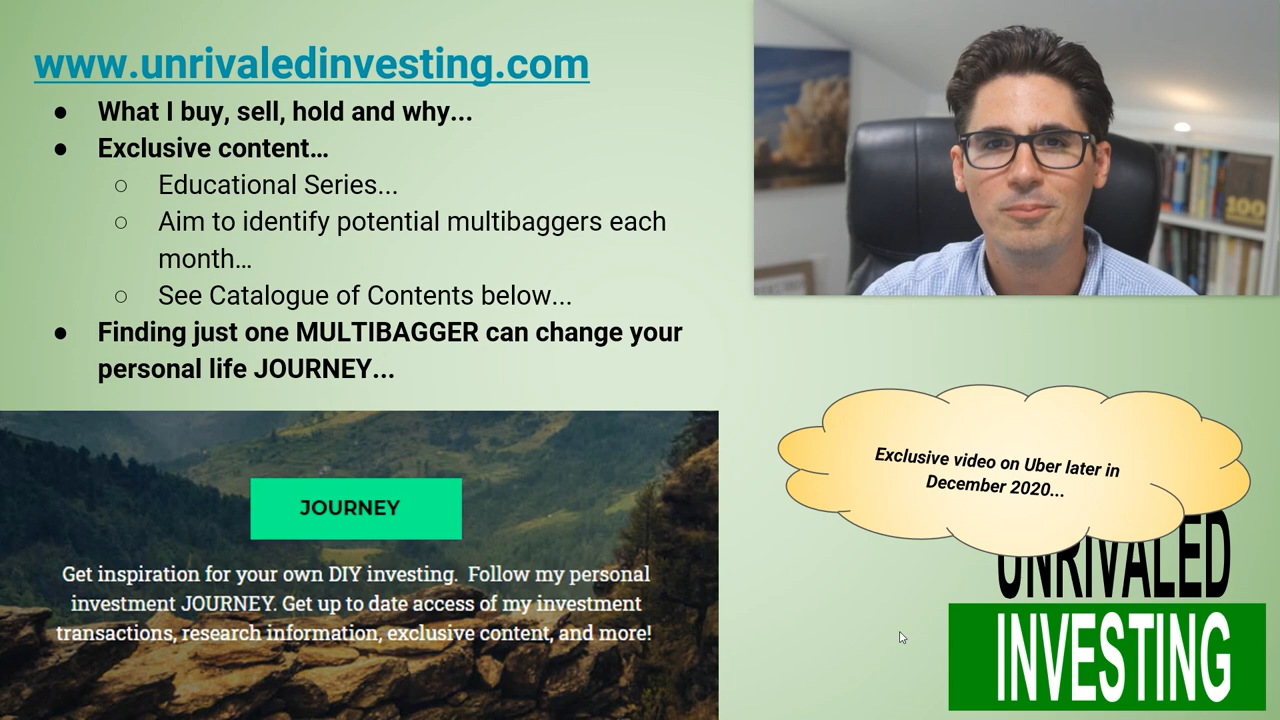 www.unrivaledinvesting.com
● What I buy, sell, hold and why...
● Exclusive content…
○ Educational Series...
○ Aim to identify potential multibaggers each
month…
○ See Catalogue of Contents below...
● Finding just one MULTIBAGGER can change your
personal life JOURNEY...
100
Exclusive video on Uber later in
December 2020...
JOURNEY
Get inspiration for your own DIY investing. Follow my personal
investment JOURNEY. Get up to date access of my investment
transactions, research information, exclusive content, and more!
UNRIVALED
INVESTING